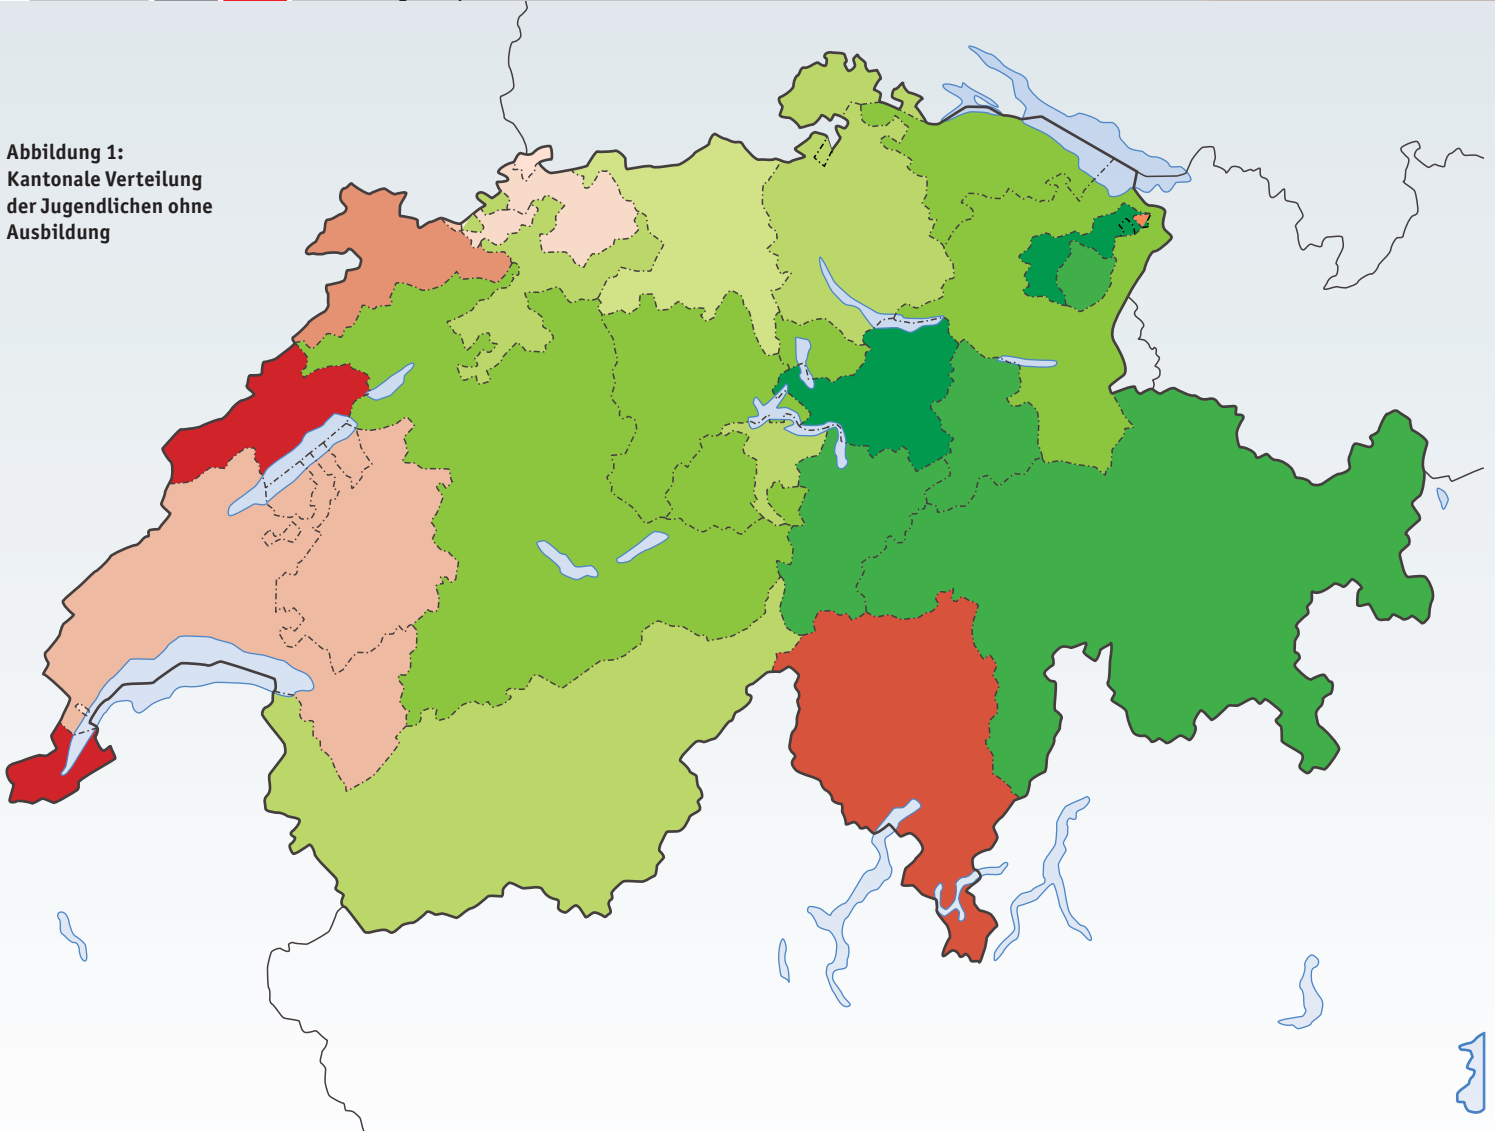 Abbildung 1:
Kantonale Verteilung
der Jugendlichen ohne
Ausbildung